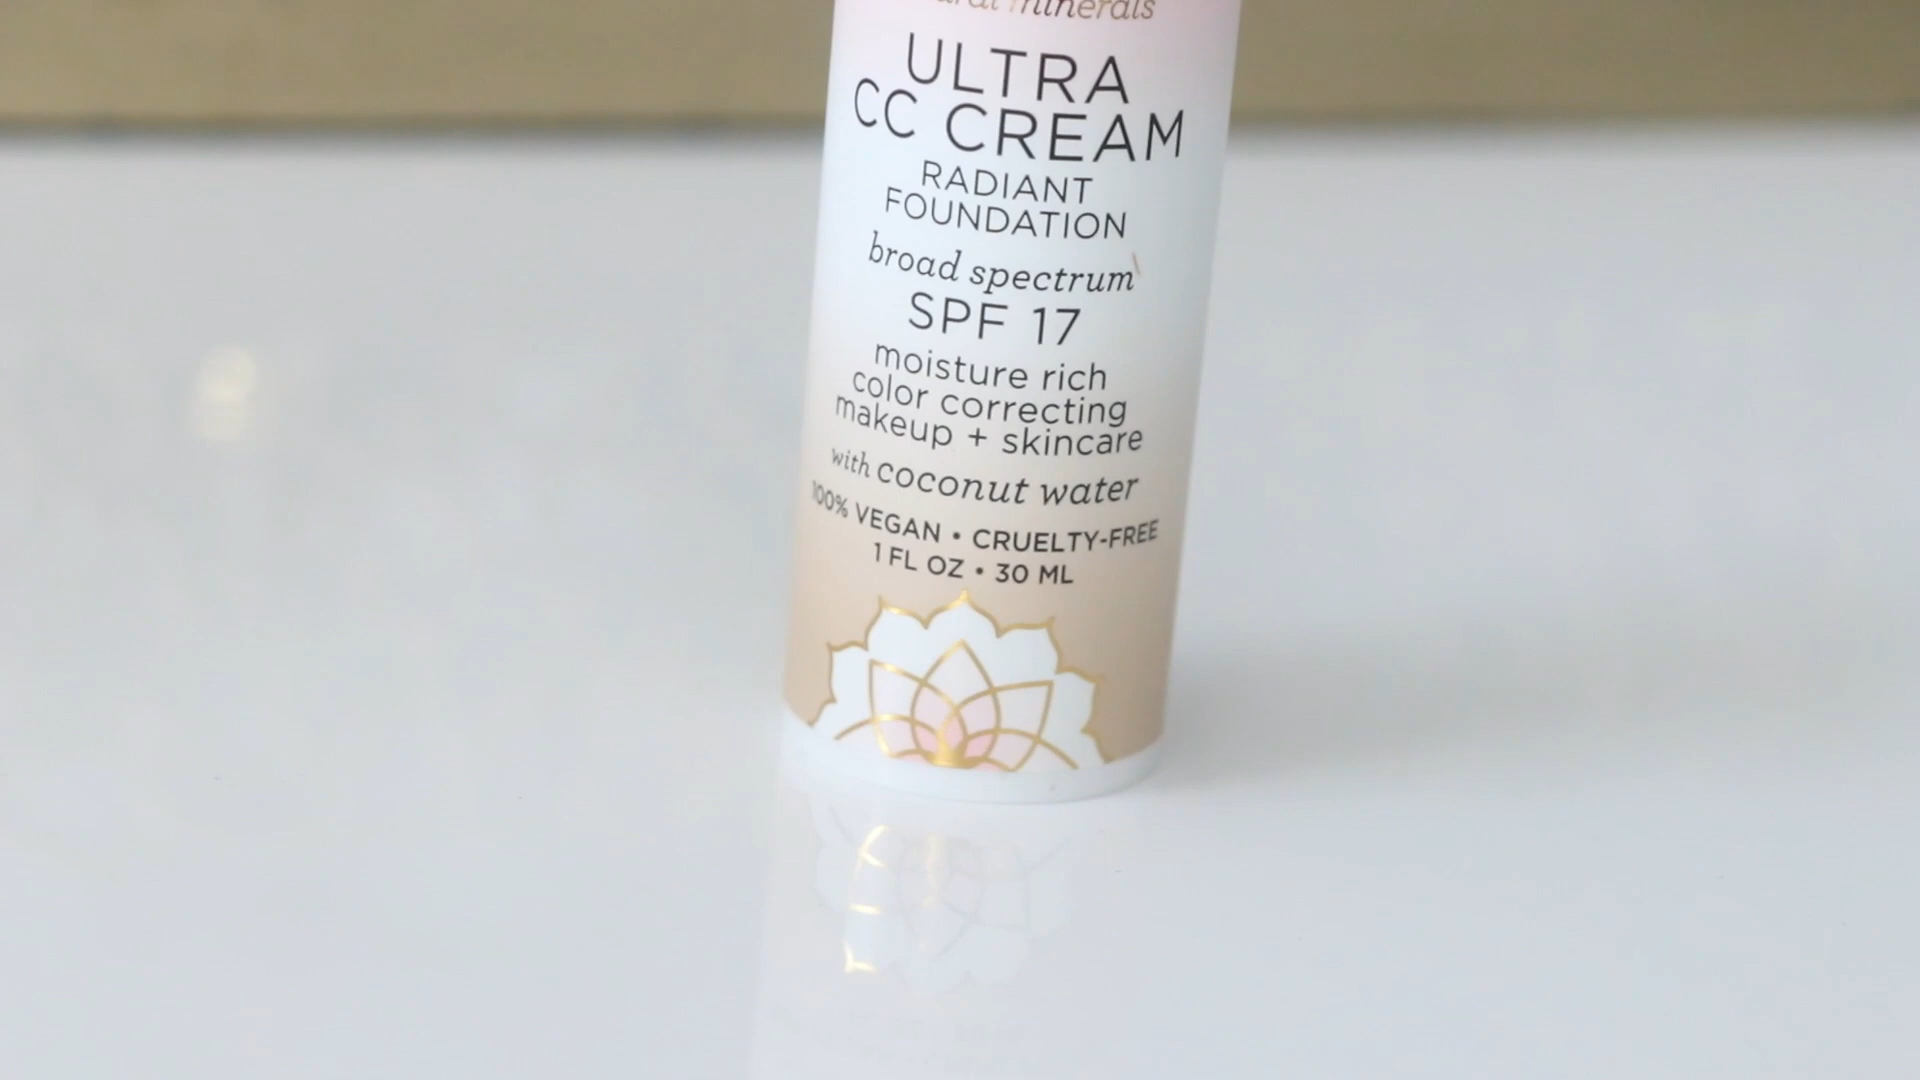 minerals
ULTRA
CC CREAM
RADIANT
FOUNDATION
broad spectrum
SPF 17
moisture rich
color correcting
makeup + skincare
with coconut water
100% VEGAN • CRUELTY-FREE
1 FL OZ • 30 ML